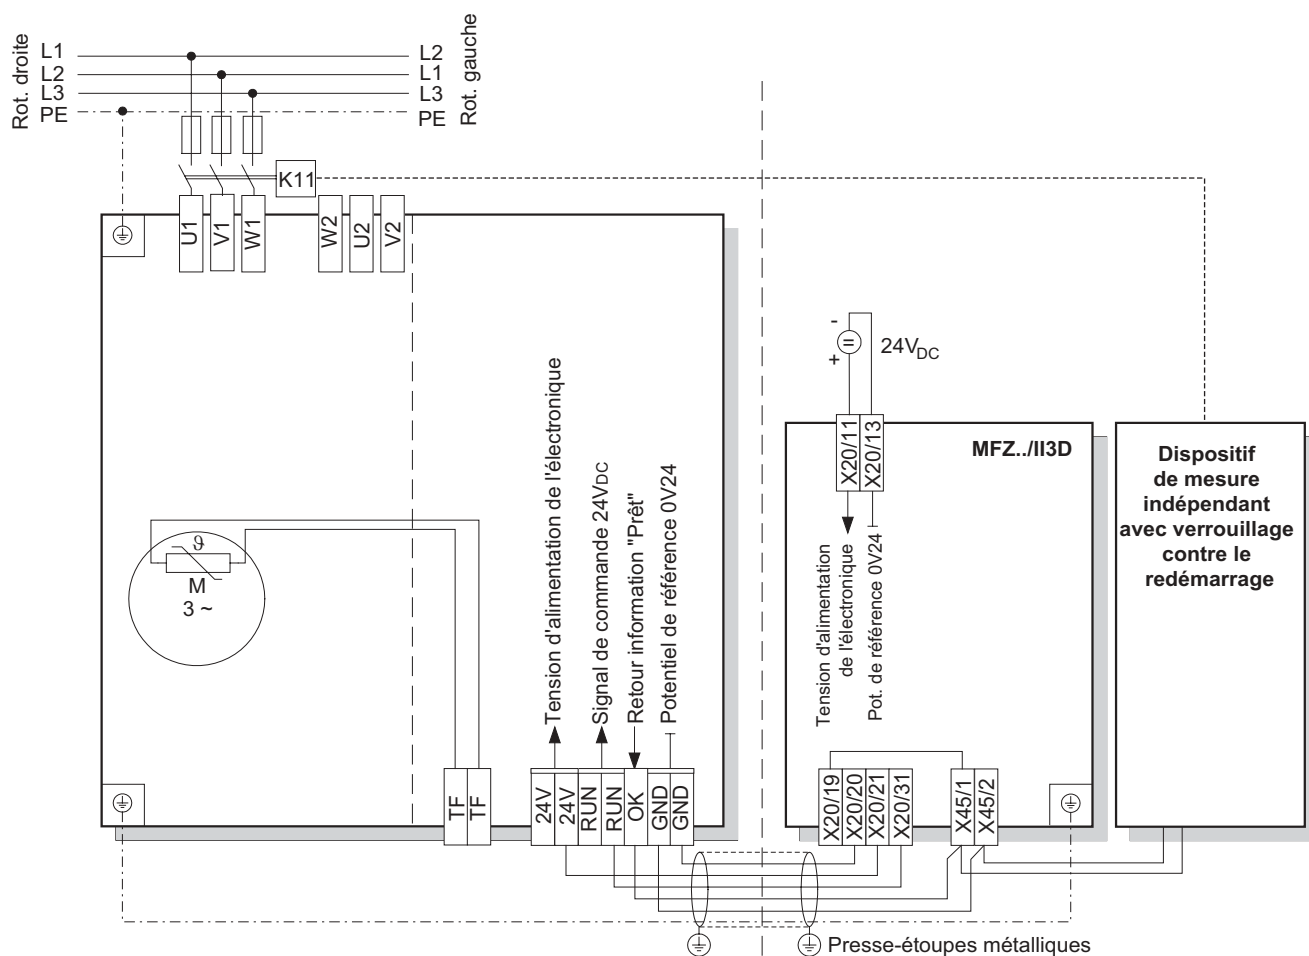 Rot. droite
L1
L2
L3
PE
L2
L1
L3
PE
Rot. gauche
K11
U1
V1
W1
W2
U2
V2
-
+
=
24VDC
X20/11
X20/13
MFZ../II3D
Dispositif
de mesure
indépendant
avec verrouillage
contre le
redémarrage
Tension d'alimentation de l'électronique
Signal de commande 24VDC
Retour information "Prêt"
Potentiel de référence 0V24
Tension d'alimentation
de l'électronique
Pot. de référence 0V24
ϑ
M
3 ~
TF
TF
24V
24V
RUN
RUN
OK
GND
GND
X20/19
X20/20
X20/21
X20/31
X45/1
X45/2
Presse-étoupes métalliques